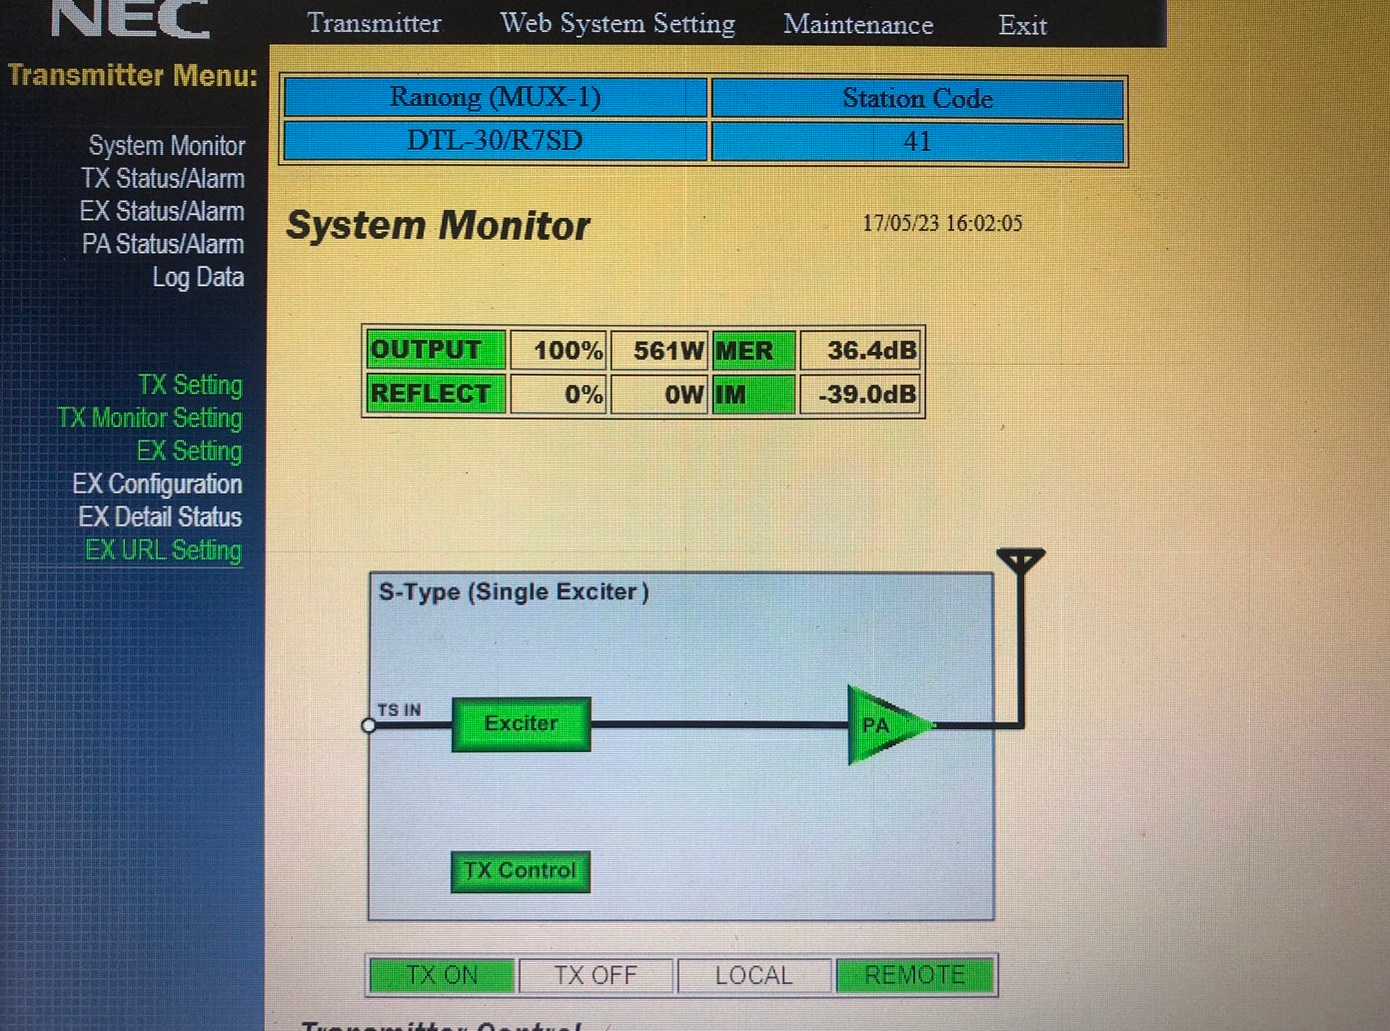 NEC
Transmitter Web System Setting Maintenance Exit
Transmitter Menu:
System Monitor
TX Status/Alarm
EX Status/Alarm
PA Status/Alarm
Log Data
TX Setting
TX Monitor Setting
EX Setting
EX Configuration
EX Detail Status
EX URL Setting
Ranong (MUX-1) Station Code
DTL-30/R7SD 41
System Monitor 17/05/23 16:02:05
OUTPUT 100% 561W MER 36.4dB
REFLECT 0% 0W IM -39.0dB
S-Type (Single Exciter)
TS IN
Exciter
PA
TX Control
TX ON TX OFF LOCAL REMOTE
Transmitter Control